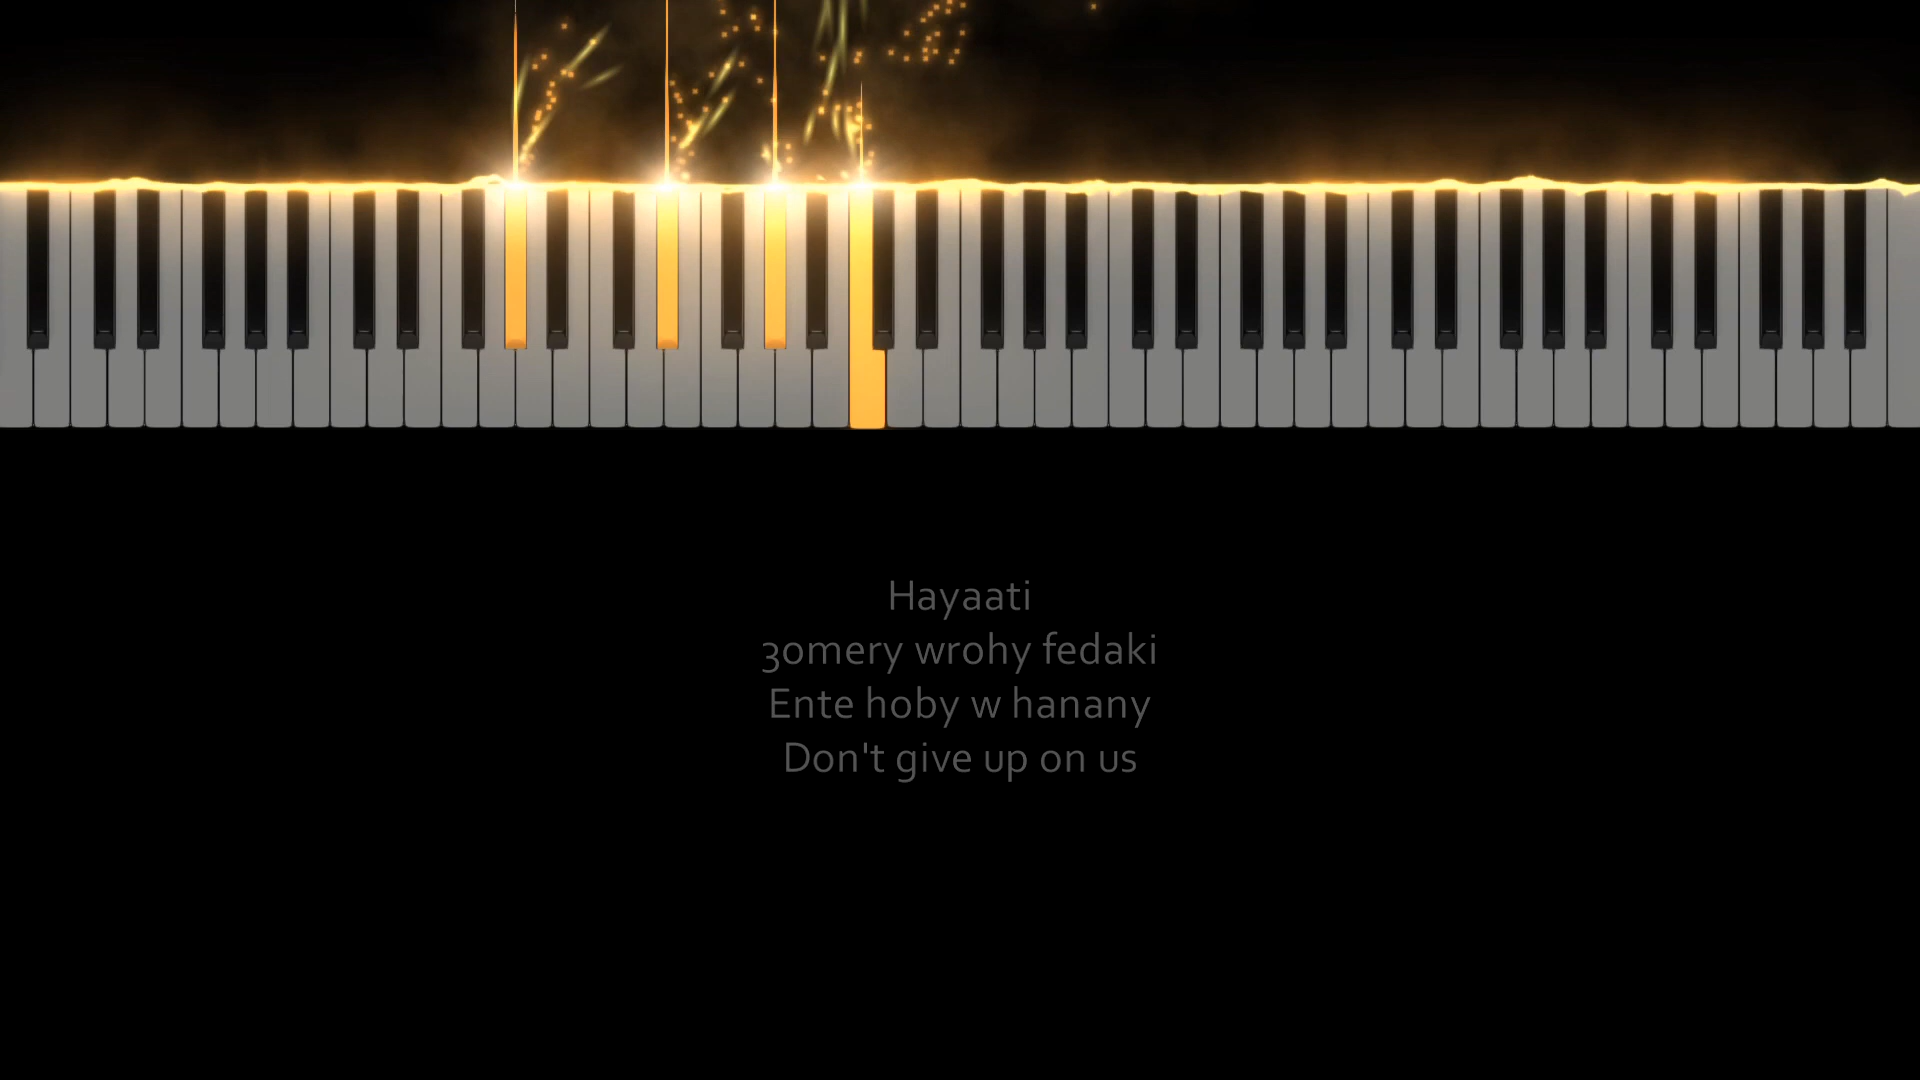 Hayaati
3omery wrohy fedaki
Ente hoby w hanany
Don't give up on us